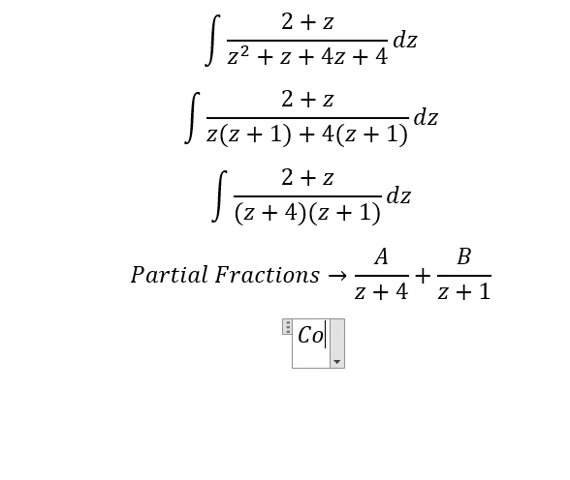 ∫ (2 + z)/(z² + z + 4z + 4) dz
∫ (2 + z)/(z(z + 1) + 4(z + 1)) dz
∫ (2 + z)/((z + 4)(z + 1)) dz
Partial Fractions → A/(z + 4) + B/(z + 1)
Co